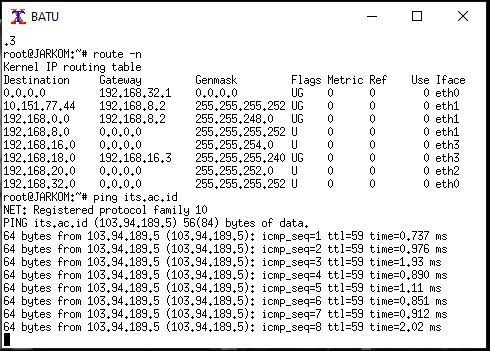 BATU
.3
root@JARKOM:~# route -n
Kernel IP routing table
Destination     Gateway         Genmask         Flags Metric Ref    Use Iface
0.0.0.0         192.168.32.1    0.0.0.0         UG    0      0        0 eth0
10.151.77.44    192.168.8.2     255.255.255.252 UG    0      0        0 eth1
192.168.0.0     192.168.8.2     255.255.248.0   UG    0      0        0 eth1
192.168.8.0     0.0.0.0         255.255.255.252 U     0      0        0 eth1
192.168.16.0    0.0.0.0         255.255.254.0   U     0      0        0 eth3
192.168.18.0    192.168.16.3    255.255.255.240 UG    0      0        0 eth3
192.168.20.0    0.0.0.0         255.255.252.0   U     0      0        0 eth2
192.168.32.0    0.0.0.0         255.255.255.252 U     0      0        0 eth0
root@JARKOM:~# ping its.ac.id
NET: Registered protocol family 10
PING its.ac.id (103.94.189.5) 56(84) bytes of data.
64 bytes from 103.94.189.5 (103.94.189.5): icmp_seq=1 ttl=59 time=0.737 ms
64 bytes from 103.94.189.5 (103.94.189.5): icmp_seq=2 ttl=59 time=0.976 ms
64 bytes from 103.94.189.5 (103.94.189.5): icmp_seq=3 ttl=59 time=1.93 ms
64 bytes from 103.94.189.5 (103.94.189.5): icmp_seq=4 ttl=59 time=0.890 ms
64 bytes from 103.94.189.5 (103.94.189.5): icmp_seq=5 ttl=59 time=1.11 ms
64 bytes from 103.94.189.5 (103.94.189.5): icmp_seq=6 ttl=59 time=0.851 ms
64 bytes from 103.94.189.5 (103.94.189.5): icmp_seq=7 ttl=59 time=0.912 ms
64 bytes from 103.94.189.5 (103.94.189.5): icmp_seq=8 ttl=59 time=2.02 ms